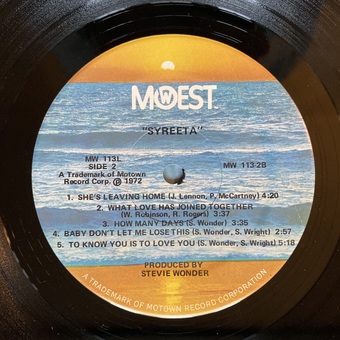 MOWEST.
"SYREETA"
MW 113L
SIDE 2
MW 113-2B
A Trademark of Motown
Record Corp. Ⓟ 1972
1. SHE'S LEAVING HOME (J. Lennon, P. McCartney) 4:20
2. WHAT LOVE HAS JOINED TOGETHER
(W. Robinson, R. Rogers) 3:37
3. HOW MANY DAYS (S. Wonder) 3:35
4. BABY DON'T LET ME LOSE THIS (S. Wonder, S. Wright) 2:57
5. TO KNOW YOU IS TO LOVE YOU (S. Wonder, S. Wright) 5:18
PRODUCED BY
STEVIE WONDER
A TRADEMARK OF MOTOWN RECORD CORPORATION